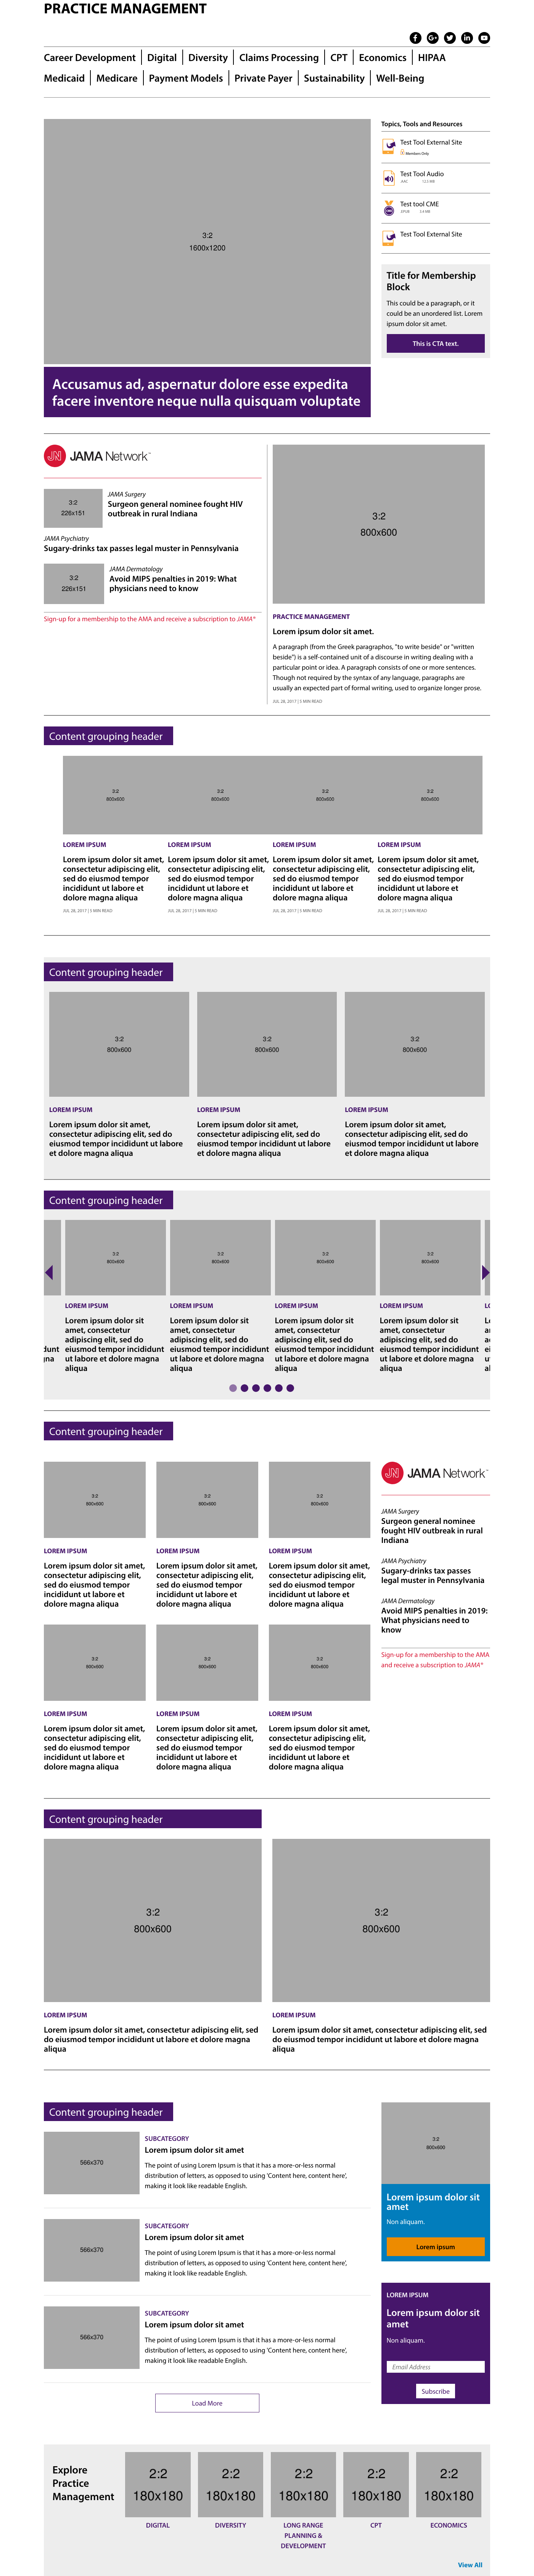 PRACTICE MANAGEMENT
Career Development | Digital | Diversity | Claims Processing | CPT | Economics | HIPAA
Medicaid | Medicare | Payment Models | Private Payer | Sustainability | Well-Being
3:2
1600x1200
Accusamus ad, aspernatur dolore esse expedita
facere inventore neque nulla quisquam voluptate
Topics, Tools and Resources
Test Tool External Site
Members Only
Test Tool Audio
.AAC 12.5 MB
Test tool CME
.EPUB 3.4 MB
Test Tool External Site
Title for Membership
Block
This could be a paragraph, or it
could be an unordered list. Lorem
ipsum dolor sit amet.
This is CTA text.
JN JAMA Network™
3:2
226x151
JAMA Surgery
Surgeon general nominee fought HIV
outbreak in rural Indiana
JAMA Psychiatry
Sugary-drinks tax passes legal muster in Pennsylvania
3:2
226x151
JAMA Dermatology
Avoid MIPS penalties in 2019: What
physicians need to know
Sign-up for a membership to the AMA and receive a subscription to JAMA*
3:2
800x600
PRACTICE MANAGEMENT
Lorem ipsum dolor sit amet.
A paragraph (from the Greek paragraphos, "to write beside" or "written
beside") is a self-contained unit of a discourse in writing dealing with a
particular point or idea. A paragraph consists of one or more sentences.
Though not required by the syntax of any language, paragraphs are
usually an expected part of formal writing, used to organize longer prose.
JUL 28, 2017 | 5 MIN READ
Content grouping header
3:2
800x600
3:2
800x600
3:2
800x600
3:2
800x600
LOREM IPSUM
Lorem ipsum dolor sit amet,
consectetur adipiscing elit,
sed do eiusmod tempor
incididunt ut labore et
dolore magna aliqua
JUL 28, 2017 | 5 MIN READ
LOREM IPSUM
Lorem ipsum dolor sit amet,
consectetur adipiscing elit,
sed do eiusmod tempor
incididunt ut labore et
dolore magna aliqua
JUL 28, 2017 | 5 MIN READ
LOREM IPSUM
Lorem ipsum dolor sit amet,
consectetur adipiscing elit,
sed do eiusmod tempor
incididunt ut labore et
dolore magna aliqua
JUL 28, 2017 | 5 MIN READ
LOREM IPSUM
Lorem ipsum dolor sit amet,
consectetur adipiscing elit,
sed do eiusmod tempor
incididunt ut labore et
dolore magna aliqua
JUL 28, 2017 | 5 MIN READ
Content grouping header
3:2
800x600
LOREM IPSUM
Lorem ipsum dolor sit amet,
consectetur adipiscing elit, sed do
eiusmod tempor incididunt ut labore
et dolore magna aliqua
3:2
800x600
LOREM IPSUM
Lorem ipsum dolor sit amet,
consectetur adipiscing elit, sed do
eiusmod tempor incididunt ut labore
et dolore magna aliqua
3:2
800x600
LOREM IPSUM
Lorem ipsum dolor sit amet,
consectetur adipiscing elit, sed do
eiusmod tempor incididunt ut labore
et dolore magna aliqua
Content grouping header
dunt
gna
3:2
800x600
LOREM IPSUM
Lorem ipsum dolor sit
amet, consectetur
adipiscing elit, sed do
eiusmod tempor incididunt
ut labore et dolore magna
aliqua
3:2
800x600
LOREM IPSUM
Lorem ipsum dolor sit
amet, consectetur
adipiscing elit, sed do
eiusmod tempor incididunt
ut labore et dolore magna
aliqua
3:2
800x600
LOREM IPSUM
Lorem ipsum dolor sit
amet, consectetur
adipiscing elit, sed do
eiusmod tempor incididunt
ut labore et dolore magna
aliqua
3:2
800x600
LOREM IPSUM
Lorem ipsum dolor sit
amet, consectetur
adipiscing elit, sed do
eiusmod tempor incididunt
ut labore et dolore magna
aliqua
Content grouping header
3:2
800x600
LOREM IPSUM
Lorem ipsum dolor sit amet,
consectetur adipiscing elit,
sed do eiusmod tempor
incididunt ut labore et
dolore magna aliqua
3:2
800x600
LOREM IPSUM
Lorem ipsum dolor sit amet,
consectetur adipiscing elit,
sed do eiusmod tempor
incididunt ut labore et
dolore magna aliqua
3:2
800x600
LOREM IPSUM
Lorem ipsum dolor sit amet,
consectetur adipiscing elit,
sed do eiusmod tempor
incididunt ut labore et
dolore magna aliqua
3:2
800x600
LOREM IPSUM
Lorem ipsum dolor sit amet,
consectetur adipiscing elit,
sed do eiusmod tempor
incididunt ut labore et
dolore magna aliqua
3:2
800x600
LOREM IPSUM
Lorem ipsum dolor sit amet,
consectetur adipiscing elit,
sed do eiusmod tempor
incididunt ut labore et
dolore magna aliqua
3:2
800x600
LOREM IPSUM
Lorem ipsum dolor sit amet,
consectetur adipiscing elit,
sed do eiusmod tempor
incididunt ut labore et
dolore magna aliqua
JN JAMA Network™
JAMA Surgery
Surgeon general nominee
fought HIV outbreak in rural
Indiana
JAMA Psychiatry
Sugary-drinks tax passes
legal muster in Pennsylvania
JAMA Dermatology
Avoid MIPS penalties in 2019:
What physicians need to
know
Sign-up for a membership to the AMA
and receive a subscription to JAMA*
Content grouping header
3:2
800x600
LOREM IPSUM
Lorem ipsum dolor sit amet, consectetur adipiscing elit, sed
do eiusmod tempor incididunt ut labore et dolore magna
aliqua
3:2
800x600
LOREM IPSUM
Lorem ipsum dolor sit amet, consectetur adipiscing elit, sed
do eiusmod tempor incididunt ut labore et dolore magna
aliqua
Content grouping header
566x370
SUBCATEGORY
Lorem ipsum dolor sit amet
The point of using Lorem Ipsum is that it has a more-or-less normal
distribution of letters, as opposed to using 'Content here, content here',
making it look like readable English.
566x370
SUBCATEGORY
Lorem ipsum dolor sit amet
The point of using Lorem Ipsum is that it has a more-or-less normal
distribution of letters, as opposed to using 'Content here, content here',
making it look like readable English.
566x370
SUBCATEGORY
Lorem ipsum dolor sit amet
The point of using Lorem Ipsum is that it has a more-or-less normal
distribution of letters, as opposed to using 'Content here, content here',
making it look like readable English.
Load More
3:2
800x600
Lorem ipsum dolor sit
amet
Non aliquam.
Lorem ipsum
LOREM IPSUM
Lorem ipsum dolor sit
amet
Non aliquam.
Email Address
Subscribe
Explore
Practice
Management
2:2
180x180
DIGITAL
2:2
180x180
DIVERSITY
2:2
180x180
LONG RANGE
PLANNING &
DEVELOPMENT
2:2
180x180
CPT
2:2
180x180
ECONOMICS
View All